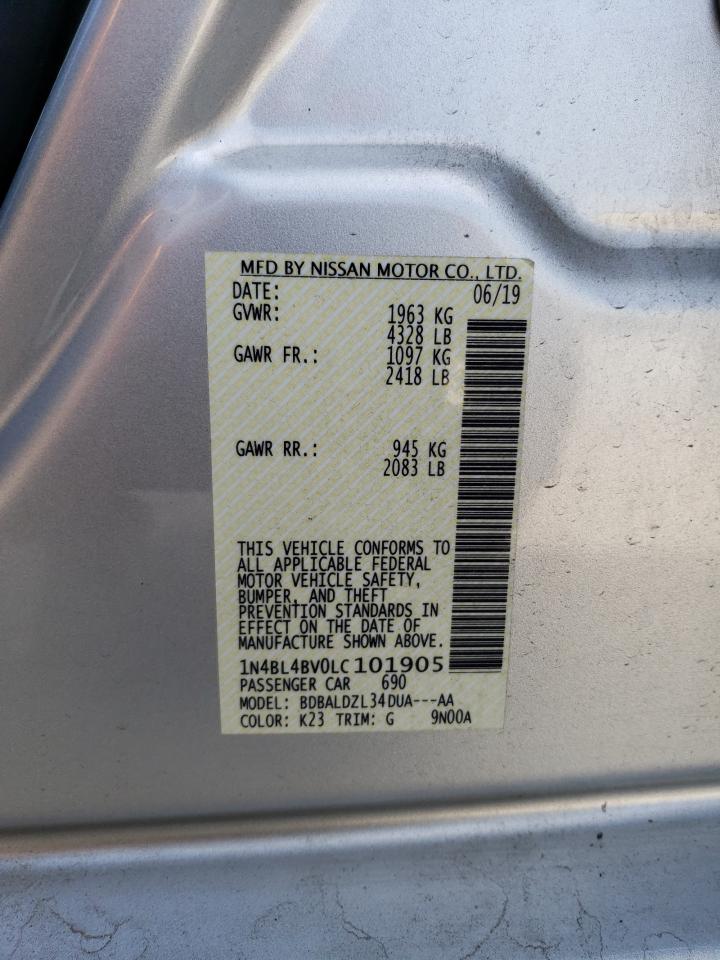 MFD BY NISSAN MOTOR CO., LTD.
DATE: 06/19
GVWR: 1963 KG
4328 LB
GAWR FR.: 1097 KG
2418 LB
GAWR RR.: 945 KG
2083 LB
THIS VEHICLE CONFORMS TO
ALL APPLICABLE FEDERAL
MOTOR VEHICLE SAFETY,
BUMPER, AND THEFT
PREVENTION STANDARDS IN
EFFECT ON THE DATE OF
MANUFACTURE SHOWN ABOVE.
1N4BL4BV0LC101905
PASSENGER CAR 690
MODEL: BDBALDZL34DUA---AA
COLOR: K23 TRIM: G 9N00A